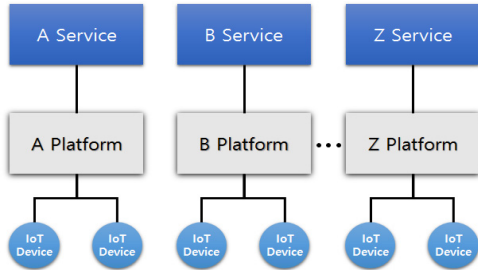 A Service
B Service
Z Service
A Platform
B Platform
...
Z Platform
IoT
Device
IoT
Device
IoT
Device
IoT
Device
IoT
Device
IoT
Device